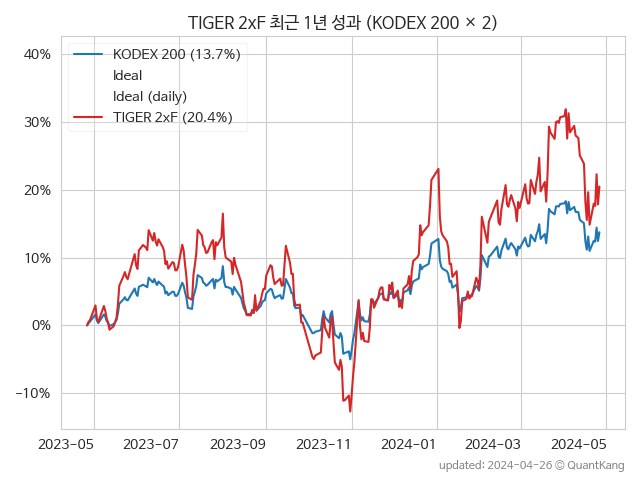 TIGER 2xF 최근 1년 성과 (KODEX 200 × 2)
KODEX 200 (13.7%)
Ideal
Ideal (daily)
TIGER 2xF (20.4%)
40%
30%
20%
10%
0%
−10%
2023-05 2023-07 2023-09 2023-11 2024-01 2024-03 2024-05
updated: 2024-04-26 © QuantKang